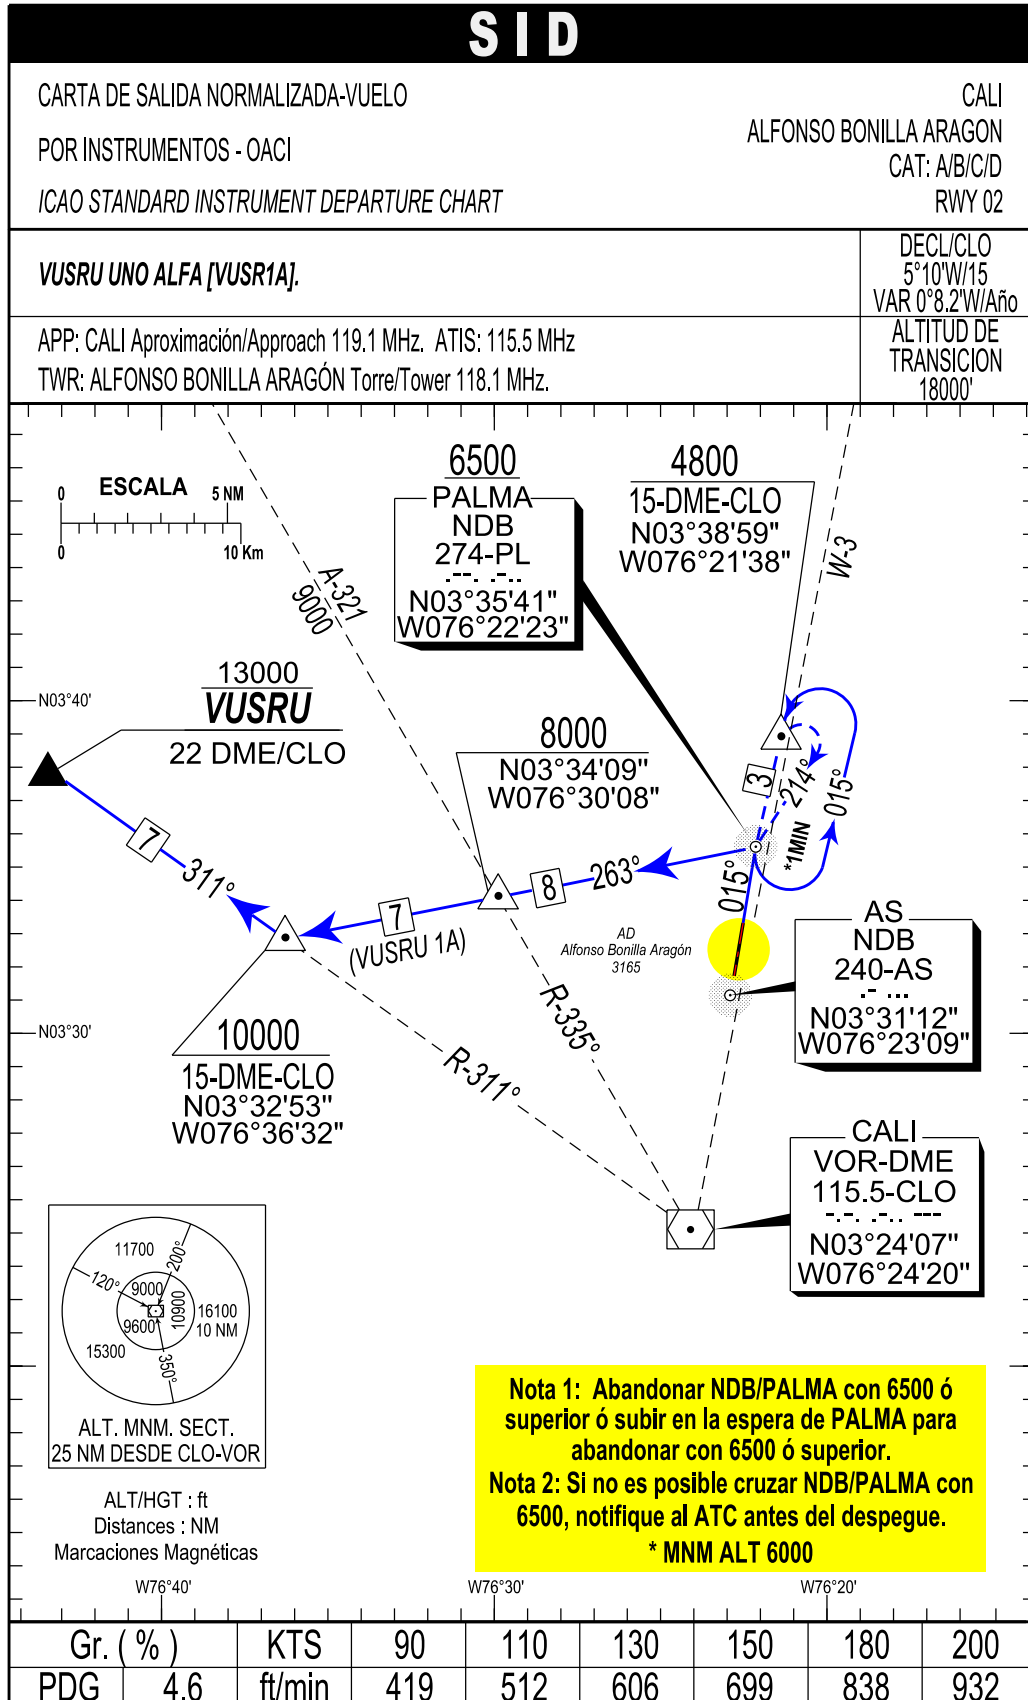 SID
CARTA DE SALIDA NORMALIZADA-VUELO
POR INSTRUMENTOS - OACI
ICAO STANDARD INSTRUMENT DEPARTURE CHART
CALI
ALFONSO BONILLA ARAGON
CAT: A/B/C/D
RWY 02
VUSRU UNO ALFA [VUSR1A].
DECL/CLO
5°10'W/15
VAR 0°8.2'W/Año
APP: CALI Aproximación/Approach 119.1 MHz. ATIS: 115.5 MHz
TWR: ALFONSO BONILLA ARAGÓN Torre/Tower 118.1 MHz.
ALTITUD DE
TRANSICION
18000'
0 ESCALA 5 NM
0 10 Km
A-321
9000
6500
PALMA
NDB
274-PL
.--. .-..
N03°35'41"
W076°22'23"
4800
15-DME-CLO
N03°38'59"
W076°21'38"
W-3
N03°40'
13000
VUSRU
22 DME/CLO
8000
N03°34'09"
W076°30'08"
3
214°
015°
*1MIN
015°
7
311°
7
(VUSRU 1A)
8
263°
AD
Alfonso Bonilla Aragón
3165
AS
NDB
240-AS
.- ...
N03°31'12"
W076°23'09"
N03°30'
10000
15-DME-CLO
N03°32'53"
W076°36'32"
R-335°
R-311°
CALI
VOR-DME
115.5-CLO
-.-. .-.. ---
N03°24'07"
W076°24'20"
11700
200°
120°
9000
10900
16100
10 NM
9600
15300
350°
ALT. MNM. SECT.
25 NM DESDE CLO-VOR
ALT/HGT : ft
Distances : NM
Marcaciones Magnéticas
Nota 1: Abandonar NDB/PALMA con 6500 ó
superior ó subir en la espera de PALMA para
abandonar con 6500 ó superior.
Nota 2: Si no es posible cruzar NDB/PALMA con
6500, notifique al ATC antes del despegue.
* MNM ALT 6000
W76°40' W76°30' W76°20'
Gr. ( % ) KTS 90 110 130 150 180 200
PDG 4.6 ft/min 419 512 606 699 838 932